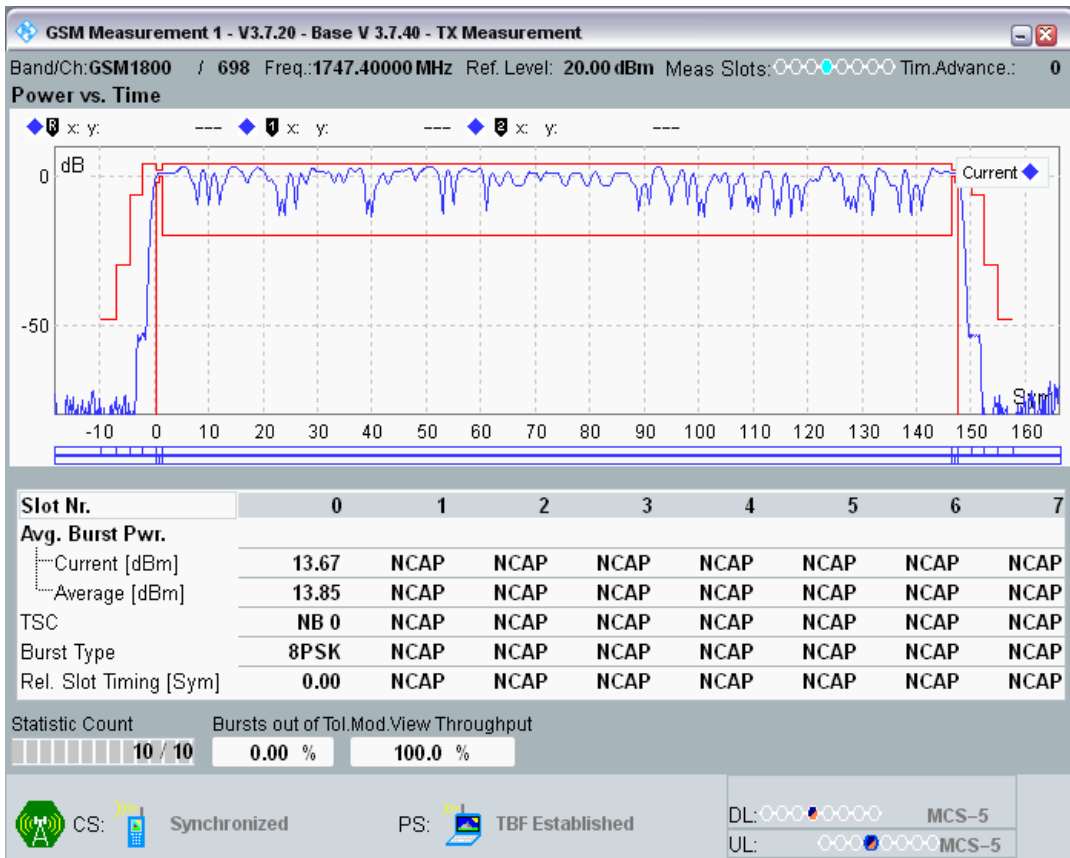 GSM Measurement 1 - V3.7.20 - Base V 3.7.40 - TX Measurement
Band/Ch:GSM1800 / 698 Freq.:1747.40000 MHz Ref. Level: 20.00 dBm Meas Slots: Tim.Advance.: 0
Power vs. Time
R x: y: --- 1 x: y: --- 2 x: y: ---
dB
Current
0
-50
Sym
-10 0 10 20 30 40 50 60 70 80 90 100 110 120 130 140 150 160
Slot Nr. 0 1 2 3 4 5 6 7
Avg. Burst Pwr.
Current [dBm] 13.67 NCAP NCAP NCAP NCAP NCAP NCAP NCAP
Average [dBm] 13.85 NCAP NCAP NCAP NCAP NCAP NCAP NCAP
TSC NB 0 NCAP NCAP NCAP NCAP NCAP NCAP NCAP
Burst Type 8PSK NCAP NCAP NCAP NCAP NCAP NCAP NCAP
Rel. Slot Timing [Sym] 0.00 NCAP NCAP NCAP NCAP NCAP NCAP NCAP
Statistic Count Bursts out of Tol.Mod.View Throughput
10 / 10 0.00 % 100.0 %
CS: Synchronized PS: TBF Established
DL: MCS-5
UL: MCS-5